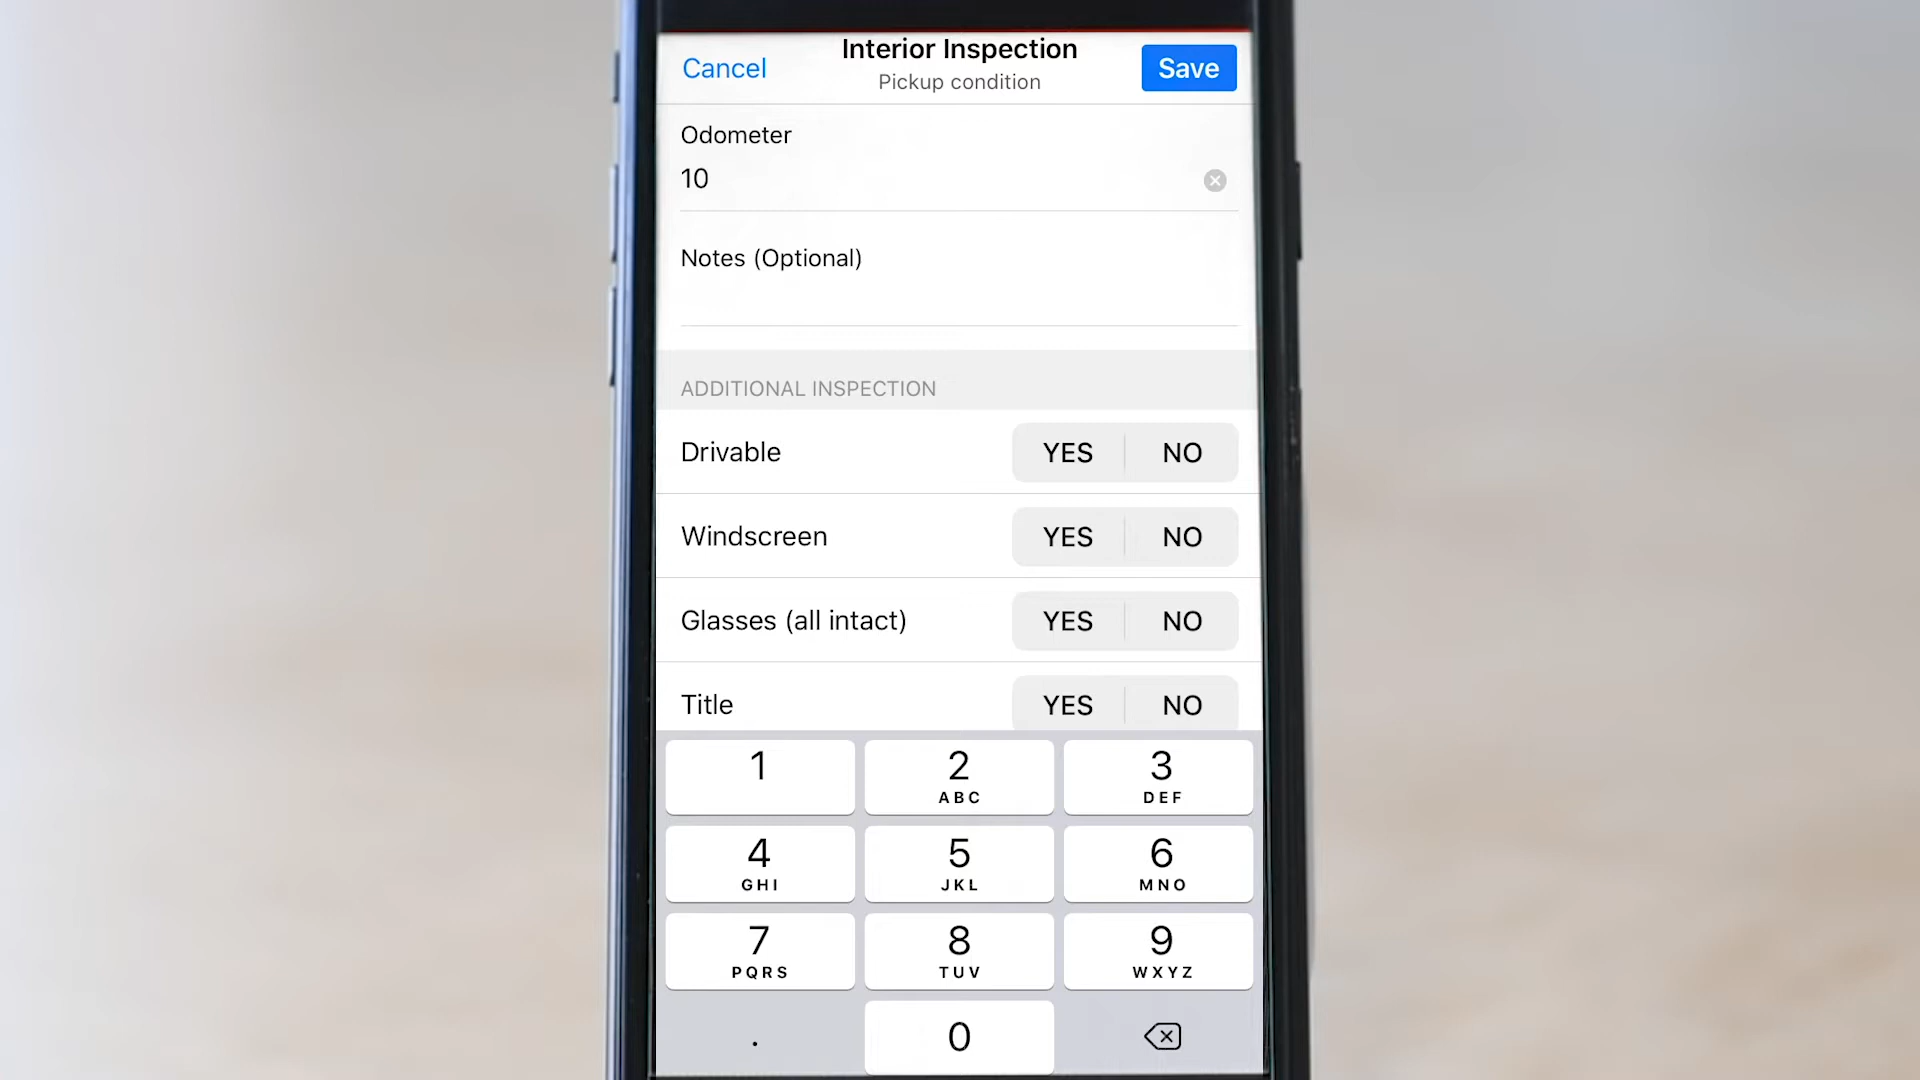 Cancel
Interior Inspection
Pickup condition
Save
Odometer
10
Notes (Optional)
ADDITIONAL INSPECTION
Drivable YES NO
Windscreen YES NO
Glasses (all intact) YES NO
Title YES NO
1 2 3
ABC DEF
4 5 6
GHI JKL MNO
7 8 9
PQRS TUV WXYZ
. 0